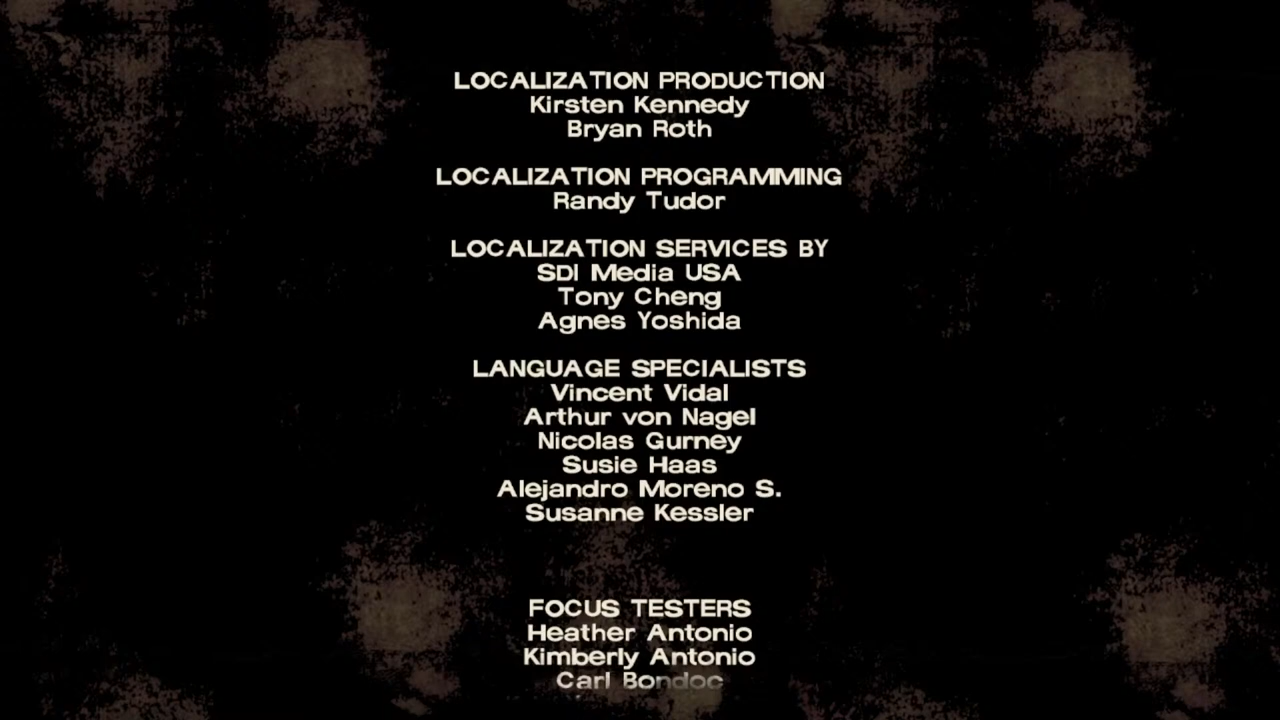 LOCALIZATION PRODUCTION
Kirsten Kennedy
Bryan Roth
LOCALIZATION PROGRAMMING
Randy Tudor
LOCALIZATION SERVICES BY
SDI Media USA
Tony Cheng
Agnes Yoshida
LANGUAGE SPECIALISTS
Vincent Vidal
Arthur von Nagel
Nicolas Gurney
Susie Haas
Alejandro Moreno S.
Susanne Kessler
FOCUS TESTERS
Heather Antonio
Kimberly Antonio
Carl Bondoc